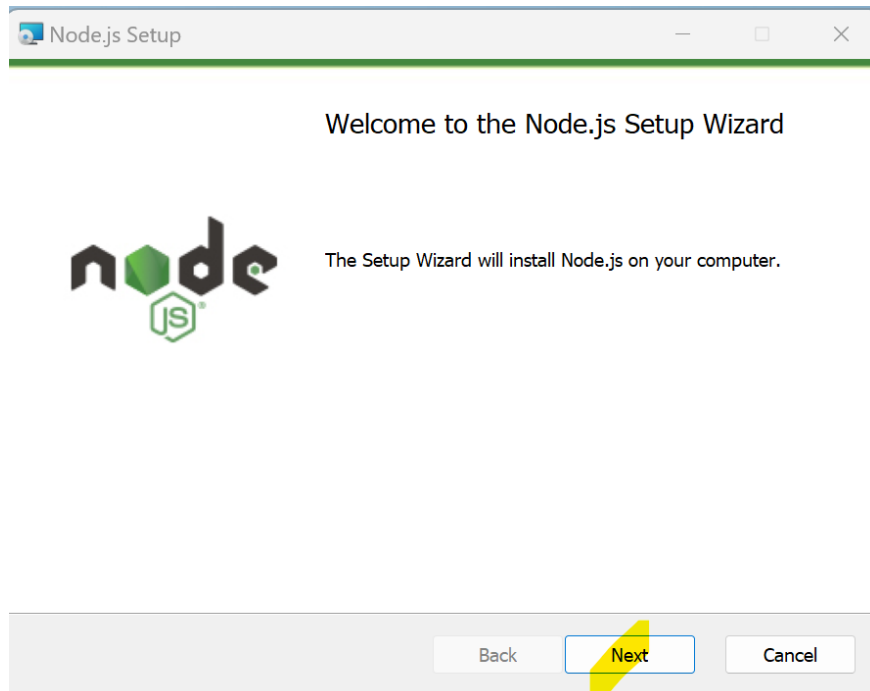 Node.js Setup
Welcome to the Node.js Setup Wizard
node
JS®
The Setup Wizard will install Node.js on your computer.
Back Next Cancel